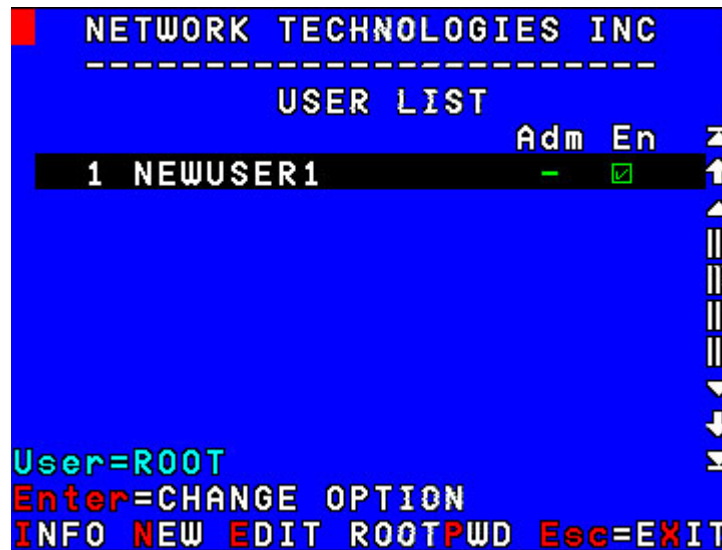 NETWORK TECHNOLOGIES INC
-------------------------
USER LIST
Adm En
1 NEWUSER1 - ☑
User=ROOT
Enter=CHANGE OPTION
INFO NEW EDIT ROOTPWD Esc=EXIT